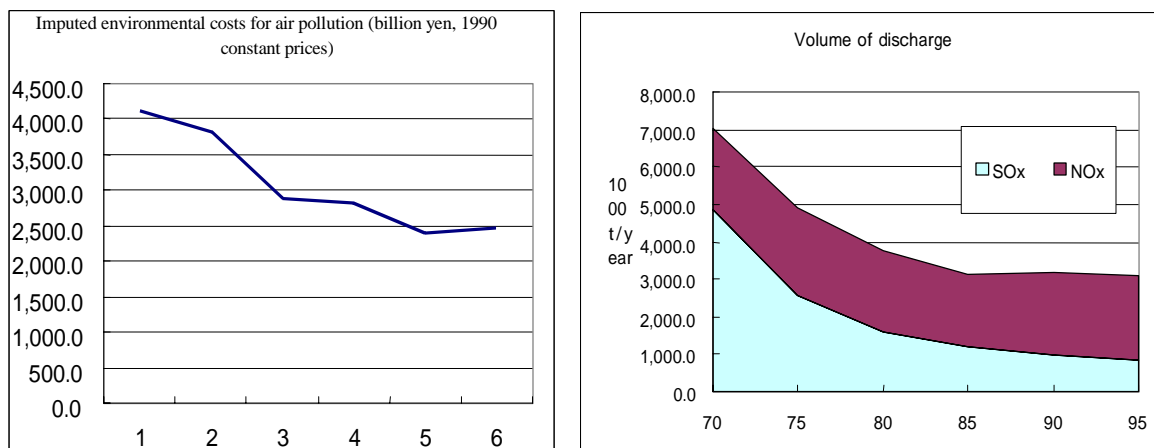 Imputed environmental costs for air pollution (billion yen, 1990
constant prices)
4,500.0
4,000.0
3,500.0
3,000.0
2,500.0
2,000.0
1,500.0
1,000.0
500.0
0.0
1 2 3 4 5 6
Volume of discharge
8,000.0
7,000.0
6,000.0
5,000.0
4,000.0
3,000.0
2,000.0
1,000.0
0.0
10
00
t/y
ear
SOx NOx
70 75 80 85 90 95